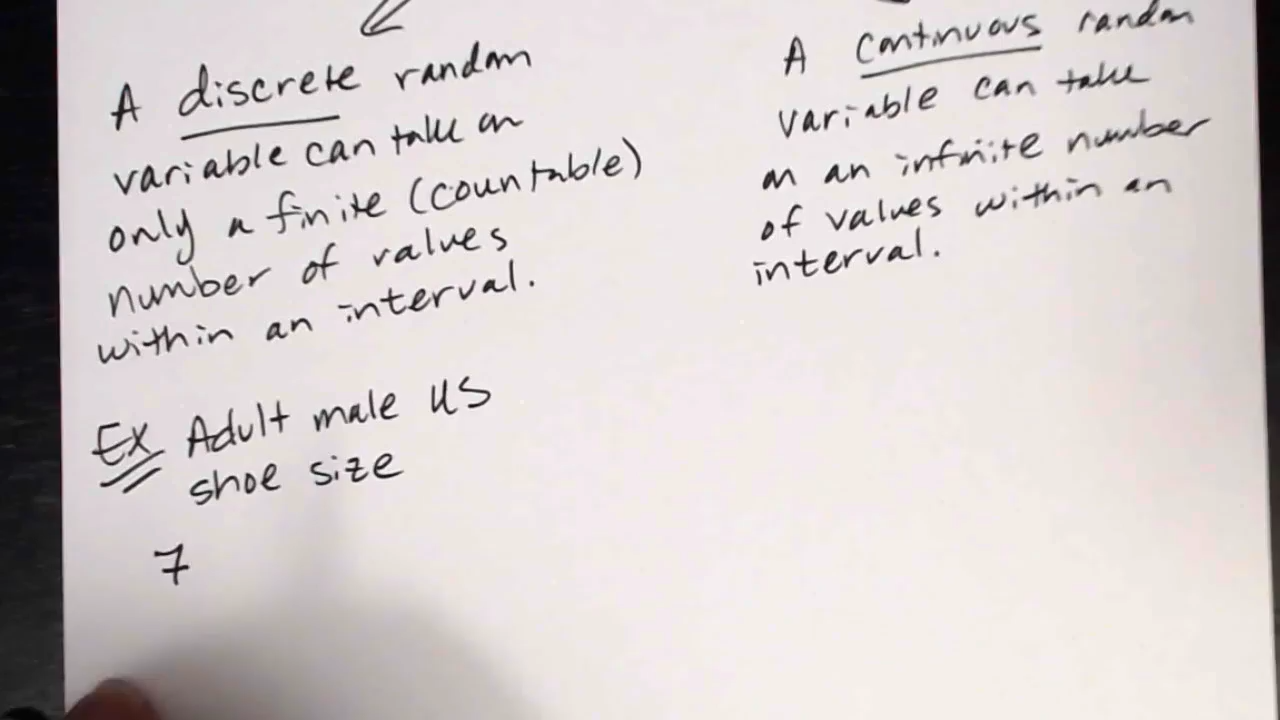 A discrete random
variable can take on
only a finite (countable)
number of values
within an interval.
Ex Adult male US
shoe size
7
A continuous random
variable can take
on an infinite number
of values within an
interval.